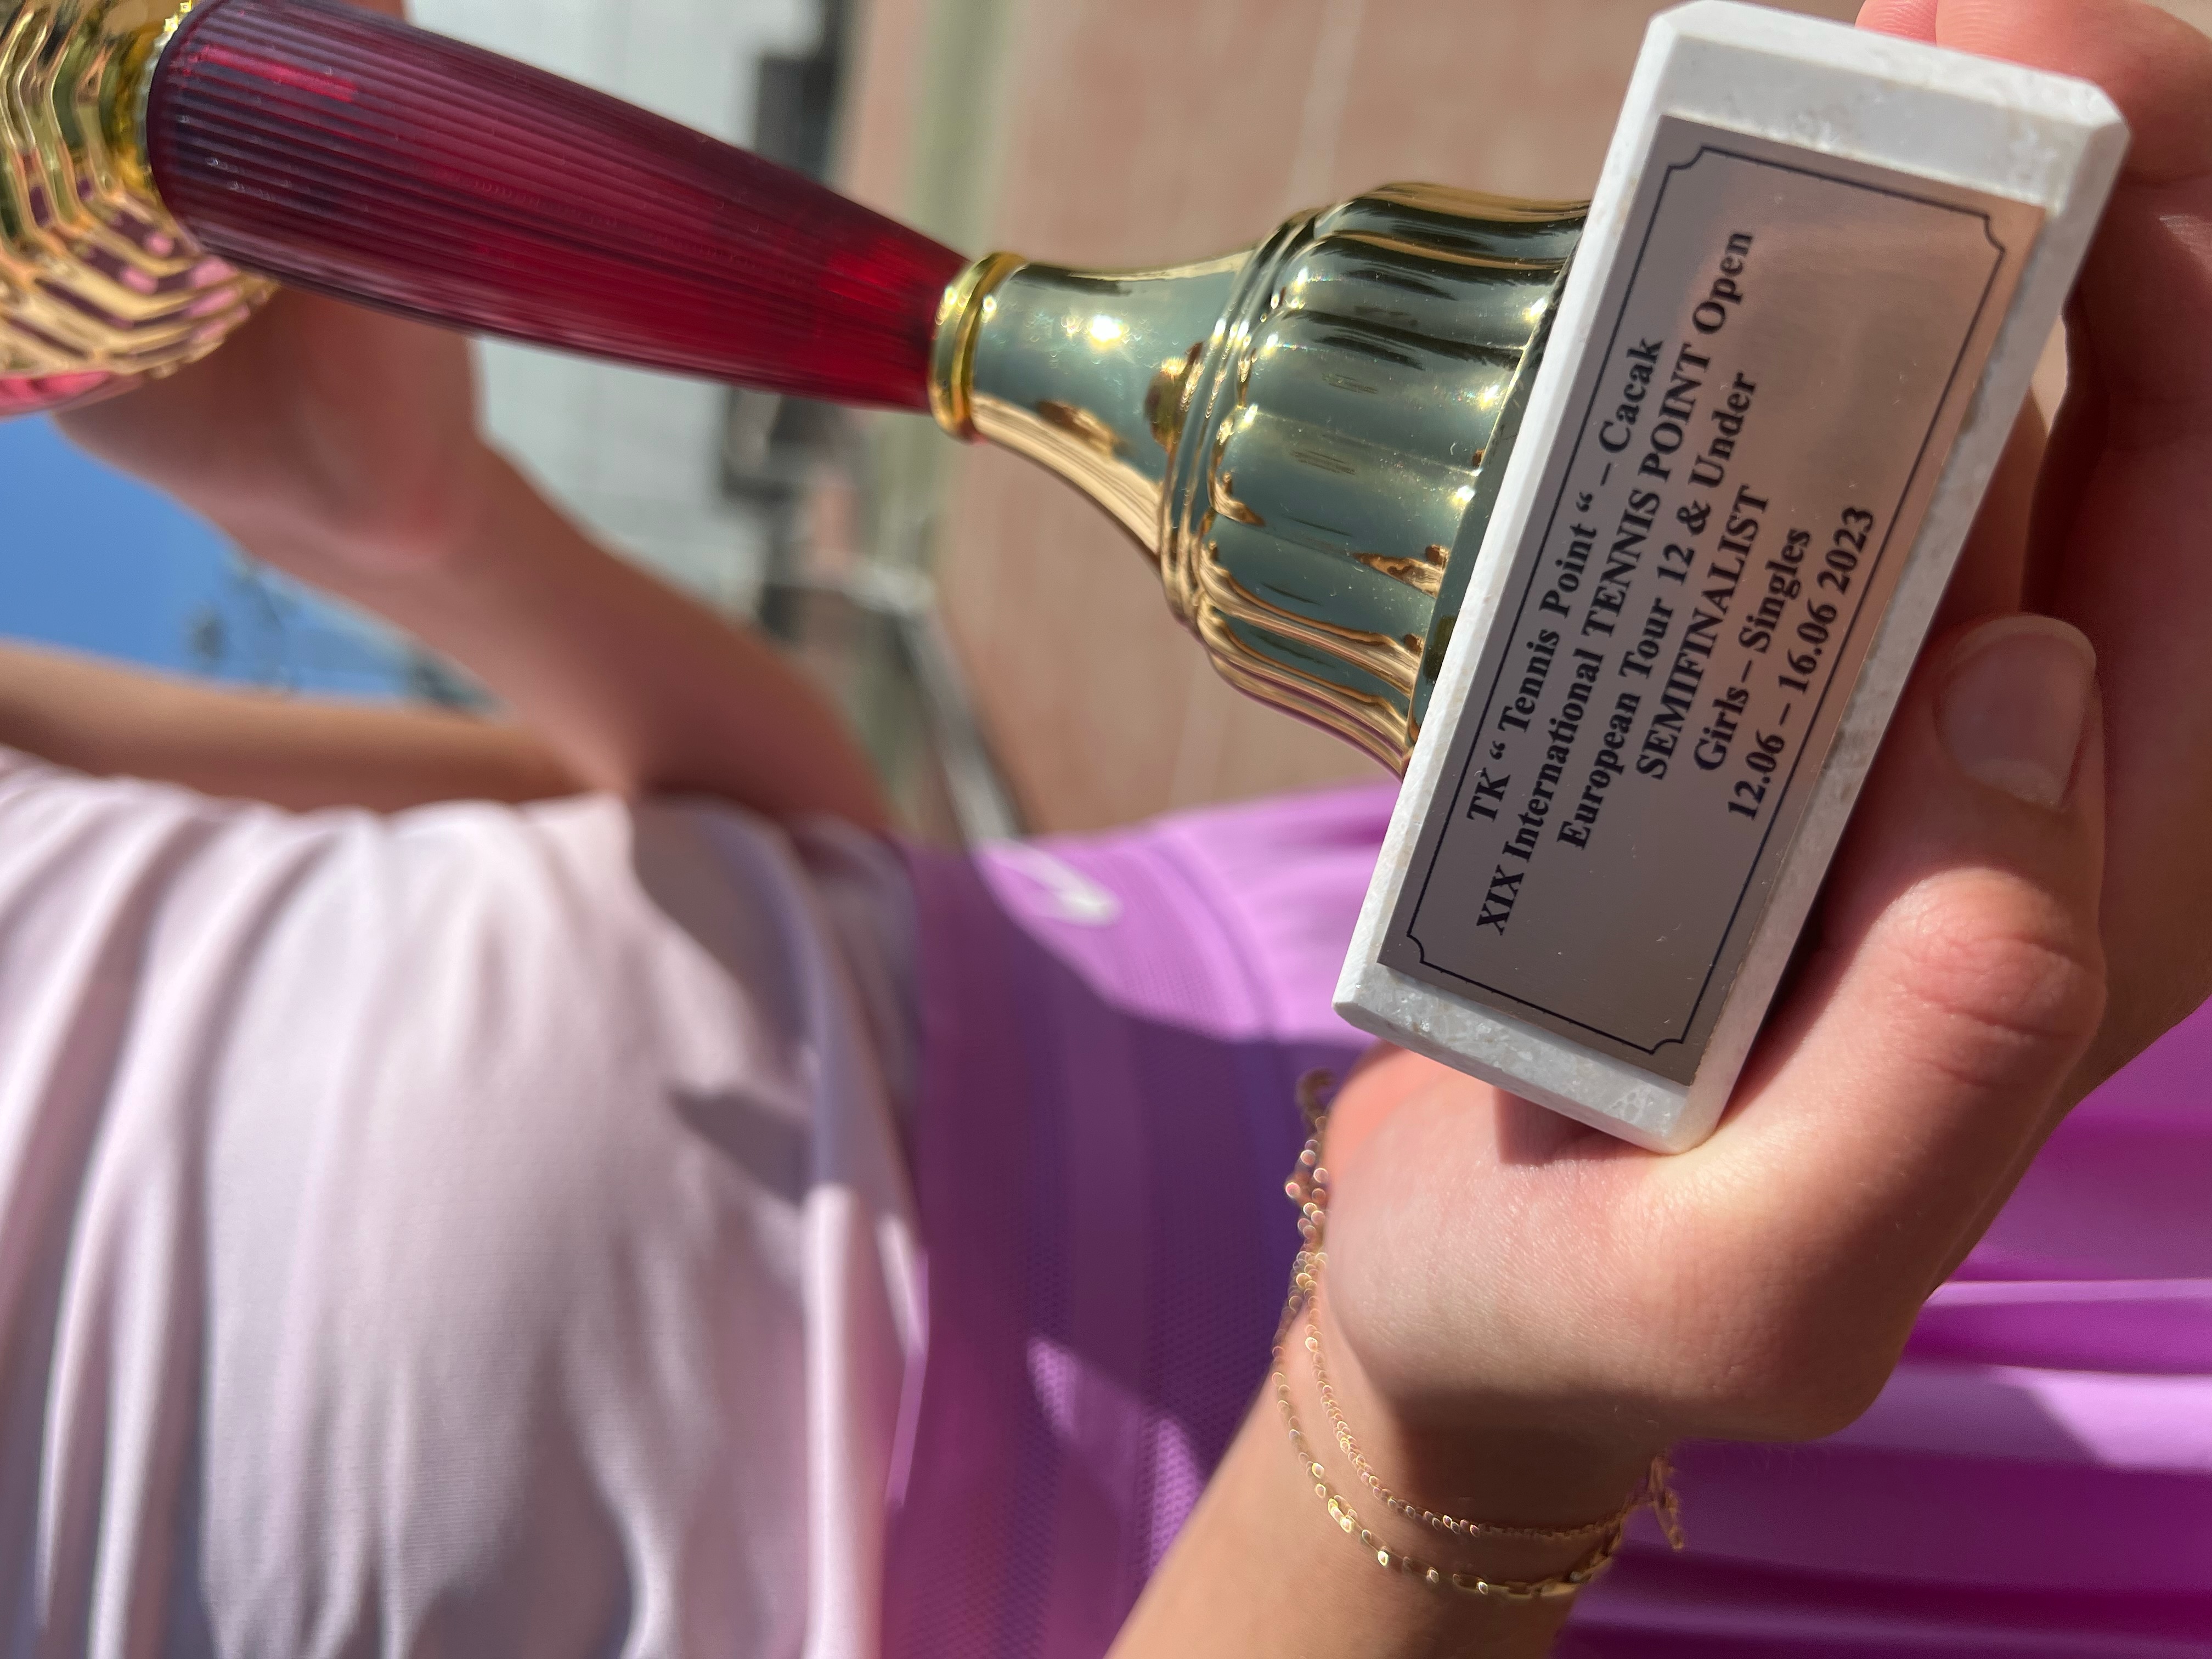 TK “ Tennis Point “ – Cacak
XIX International TENNIS POINT Open
European Tour 12 & Under
SEMIFINALIST
Girls – Singles
12.06 – 16.06 2023